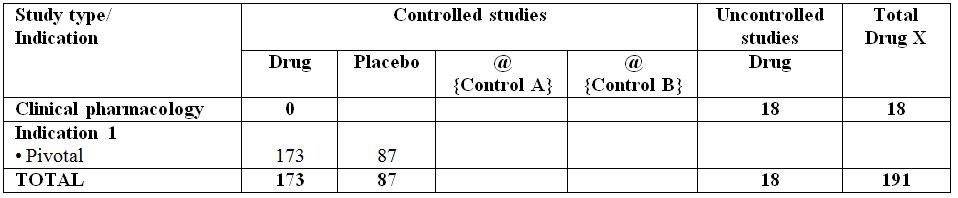 Study type/ Controlled studies Uncontrolled Total
Indication studies Drug X
Drug Placebo @ @ Drug
{Control A} {Control B}
Clinical pharmacology 0 18 18
Indication 1
• Pivotal 173 87
TOTAL 173 87 18 191